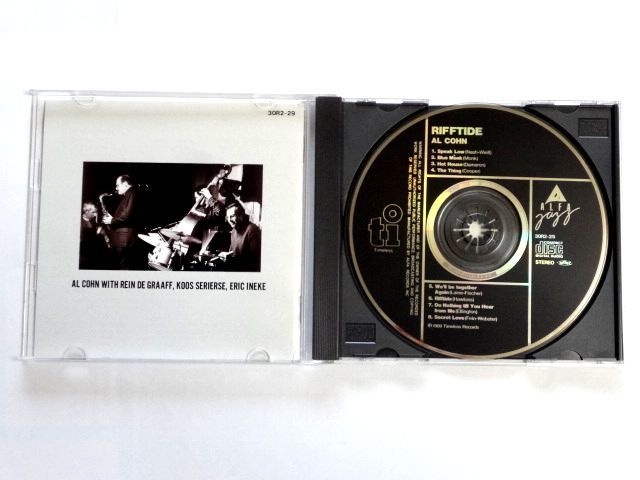 30R2-29
AL COHN WITH REIN DE GRAAFF, KOOS SERIERSE, ERIC INEKE
RIFFTIDE
AL COHN
1. Speak Low (Nash-Weill)
2. Blue Monk (Monk)
3. Hot House (Dameron)
4. The Thing (Cooper)
ti
Timeless
ALFA
jazz
30R2-29
COMPACT
disc
DIGITAL AUDIO
STEREO
5. We'll be together
Again (Laine-Fischer)
6. Rifftide (Hawkins)
7. Do Nothing till You Hear
from Me (Ellington)
8. Secret Love (Fain-Webster)
Timeless Records